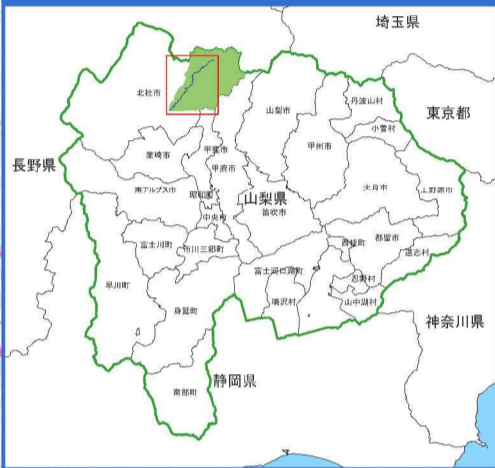 埼玉県
北杜市
山梨市
丹波山村
東京都
小菅村
甲州市
長野県
韮崎市
甲斐市
甲府市
大月市
上野原市
南アルプス市
昭和町
山梨県
笛吹市
中央市
富士川町
市川三郷町
西桂町
都留市
道志村
早川町
富士河口湖町
忍野村
身延町
鳴沢村
山中湖村
神奈川県
静岡県
南部町